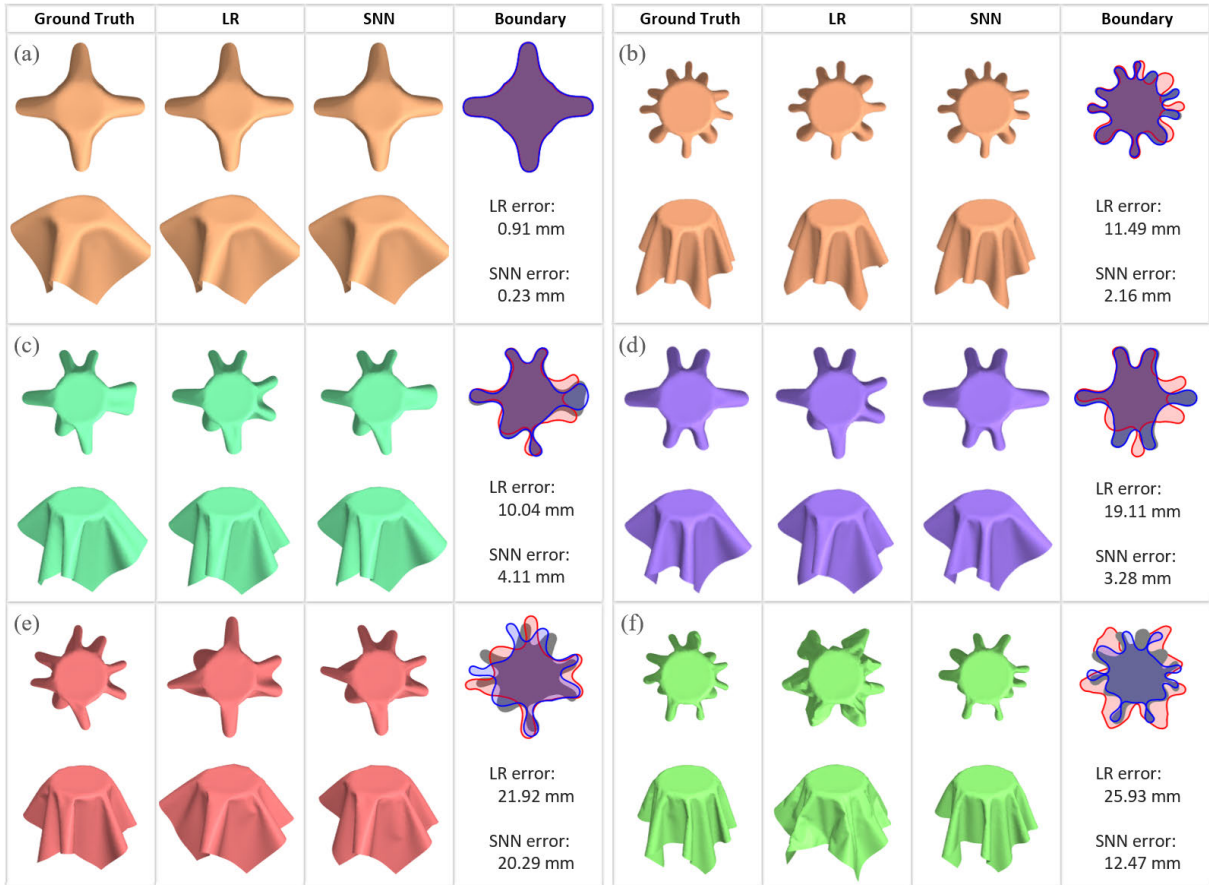 Ground Truth LR SNN Boundary Ground Truth LR SNN Boundary
(a)
LR error:
0.91 mm
SNN error:
0.23 mm
(b)
LR error:
11.49 mm
SNN error:
2.16 mm
(c)
LR error:
10.04 mm
SNN error:
4.11 mm
(d)
LR error:
19.11 mm
SNN error:
3.28 mm
(e)
LR error:
21.92 mm
SNN error:
20.29 mm
(f)
LR error:
25.93 mm
SNN error:
12.47 mm